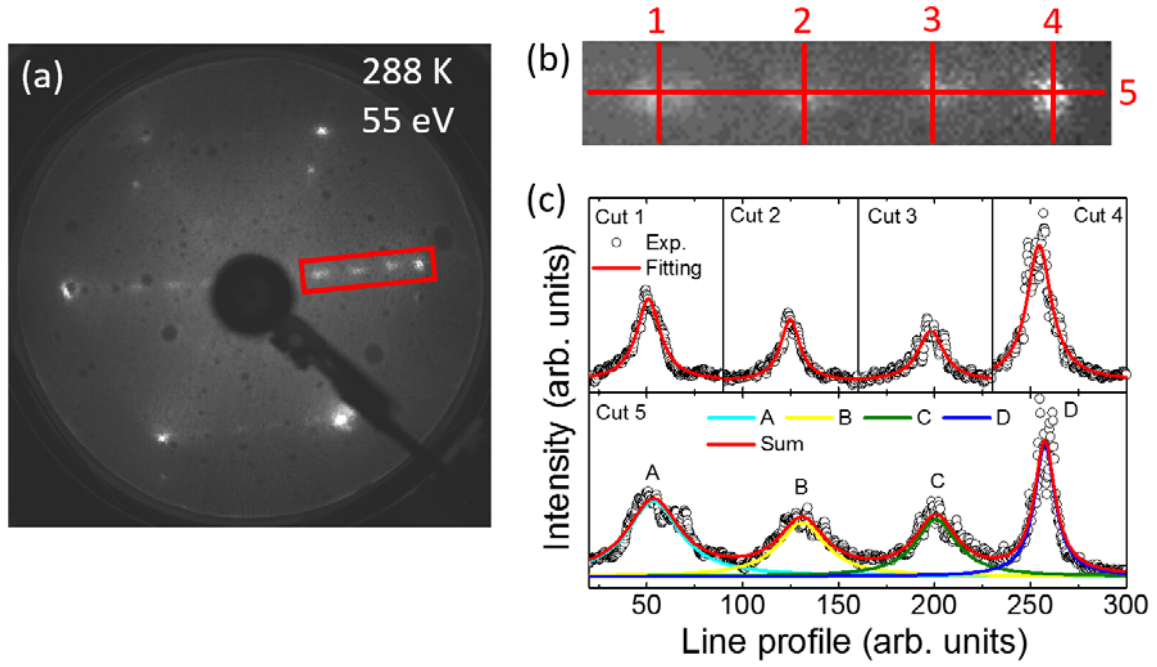 (a)
288 K
55 eV
(b)
1 2 3 4
5
(c)
Cut 1 Cut 2 Cut 3 Cut 4
Exp.
Fitting
Cut 5
A B C D
Sum
A B C D
Intensity (arb. units)
50 100 150 200 250 300
Line profile (arb. units)